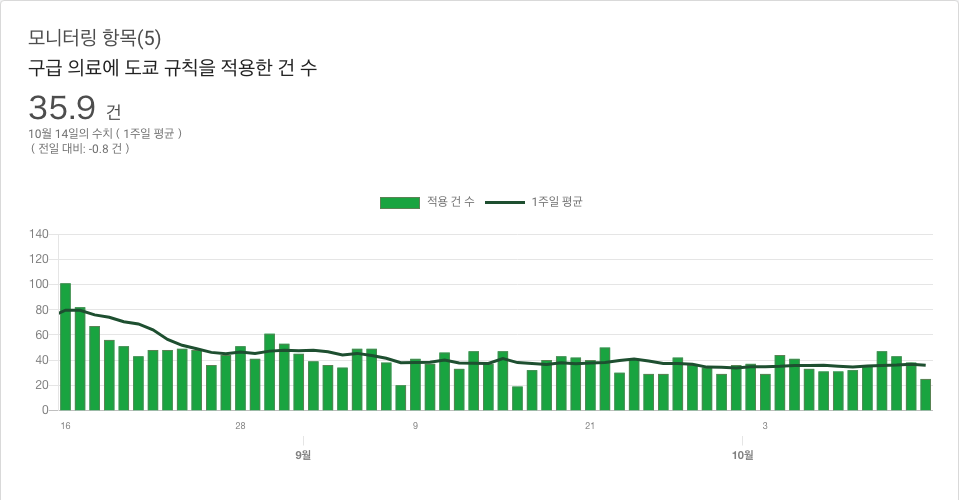 모니터링 항목(5)
구급 의료에 도쿄 규칙을 적용한 건 수
35.9 건
10월 14일의 수치 ( 1주일 평균 )
( 전일 대비: -0.8 건 )
적용 건 수 1주일 평균
140
120
100
80
60
40
20
0
16 28 9 21 3
9월 10월